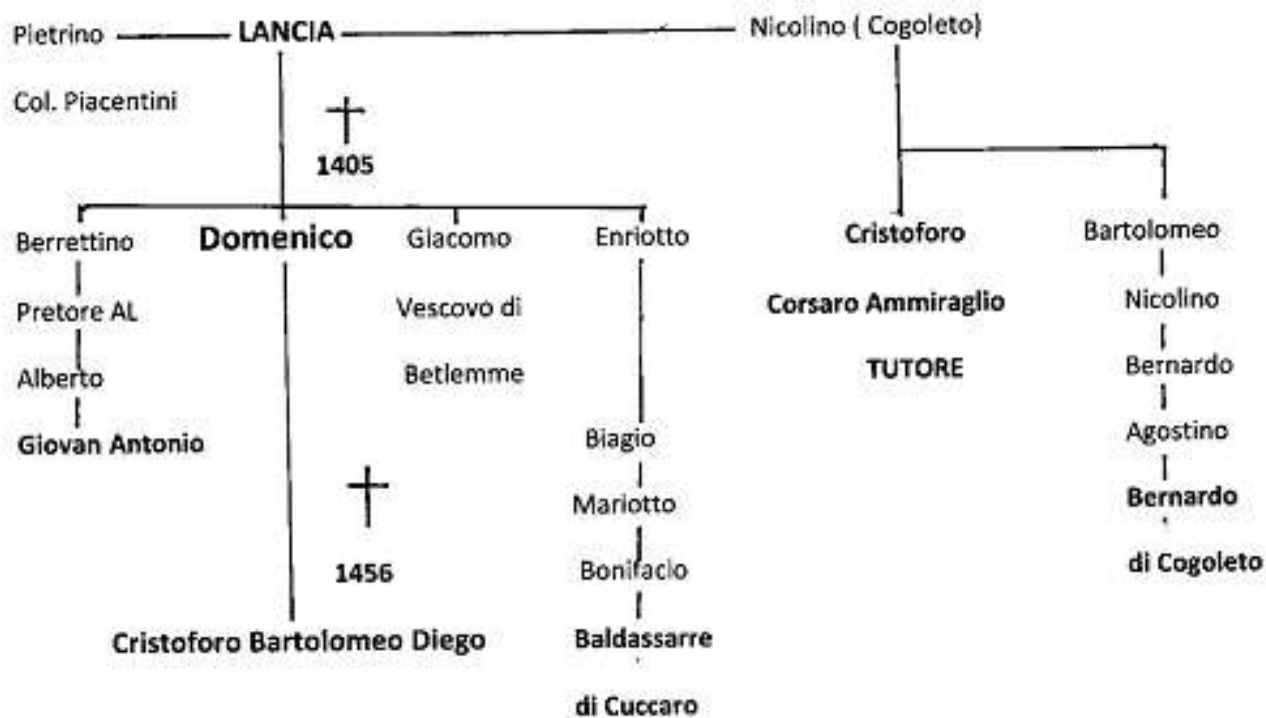 Pietrino LANCIA Nicolino ( Cogoleto)
Col. Piacentini
1405
Berrettino Domenico Giacomo Enriotto Cristoforo Bartolomeo
Pretore AL Vescovo di Corsaro Ammiraglio Nicolino
Alberto Betlemme TUTORE Bernardo
Giovan Antonio Biagio Agostino
Mariotto Bernardo
1456 Bonifacio di Cogoleto
Cristoforo Bartolomeo Diego Baldassarre
di Cuccaro